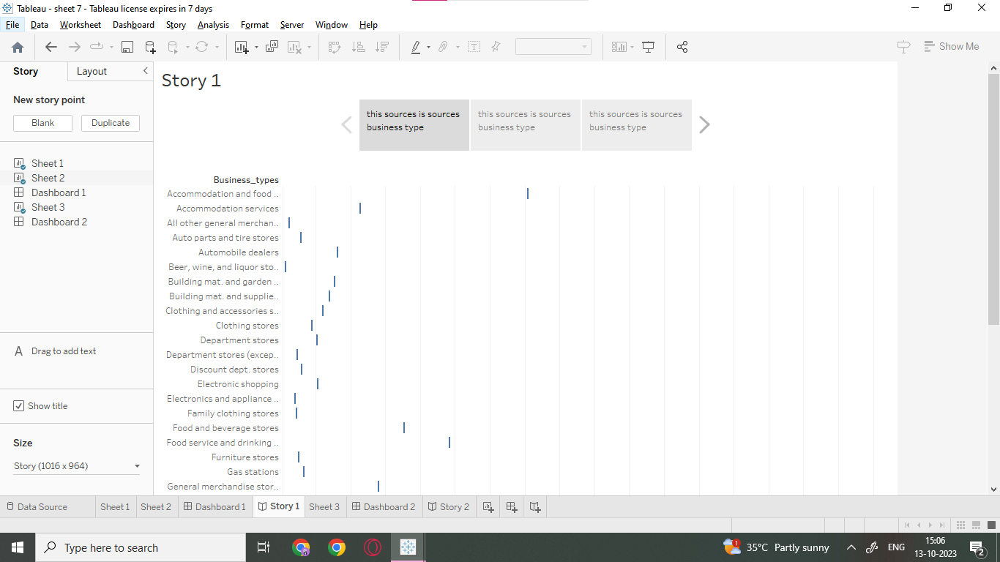 Tableau - sheet 7 - Tableau license expires in 7 days
File Data Worksheet Dashboard Story Analysis Format Server Window Help
Show Me
Story Layout
New story point
Blank Duplicate
Sheet 1
Sheet 2
Dashboard 1
Sheet 3
Dashboard 2
A Drag to add text
Show title
Size
Story (1016 x 964)
Story 1
this sources is sources
business type
this sources is sources
business type
this sources is sources
business type
Business_types
Accommodation and food ..
Accommodation services
All other general merchan..
Auto parts and tire stores
Automobile dealers
Beer, wine, and liquor sto..
Building mat. and garden ..
Building mat. and supplie..
Clothing and accessories s..
Clothing stores
Department stores
Department stores (excep..
Discount dept. stores
Electronic shopping
Electronics and appliance ..
Family clothing stores
Food and beverage stores
Food service and drinking ..
Furniture stores
Gas stations
General merchandise stor..
Data Source Sheet 1 Sheet 2 Dashboard 1 Story 1 Sheet 3 Dashboard 2 Story 2
Type here to search
35°C Partly sunny
ENG
15:06
13-10-2023
2